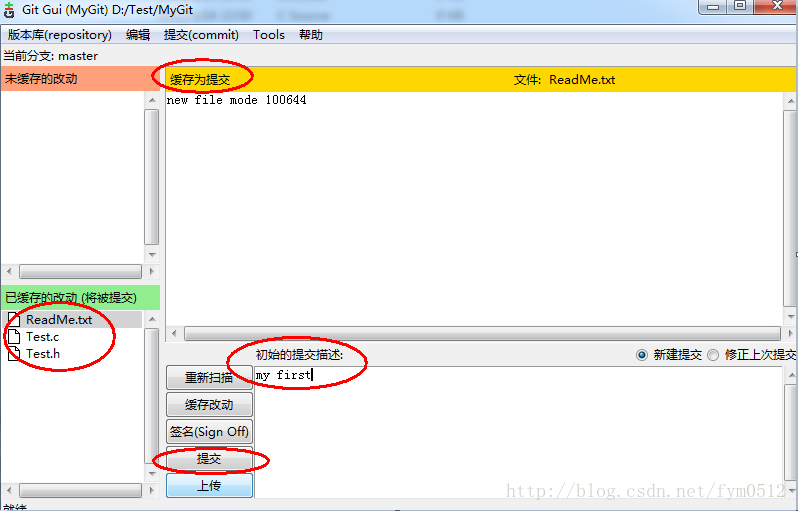 Git Gui (MyGit) D:/Test/MyGit
版本库(repository) 编辑 提交(commit) Tools 帮助
当前分支: master
未缓存的改动
缓存为提交 文件: ReadMe.txt
new file mode 100644
已缓存的改动 (将被提交)
ReadMe.txt
Test.c
Test.h
初始的提交描述:
新建提交 修正上次提交
my first
重新扫描
缓存改动
签名(Sign Off)
提交
上传
http://blog.csdn.net/fym0512